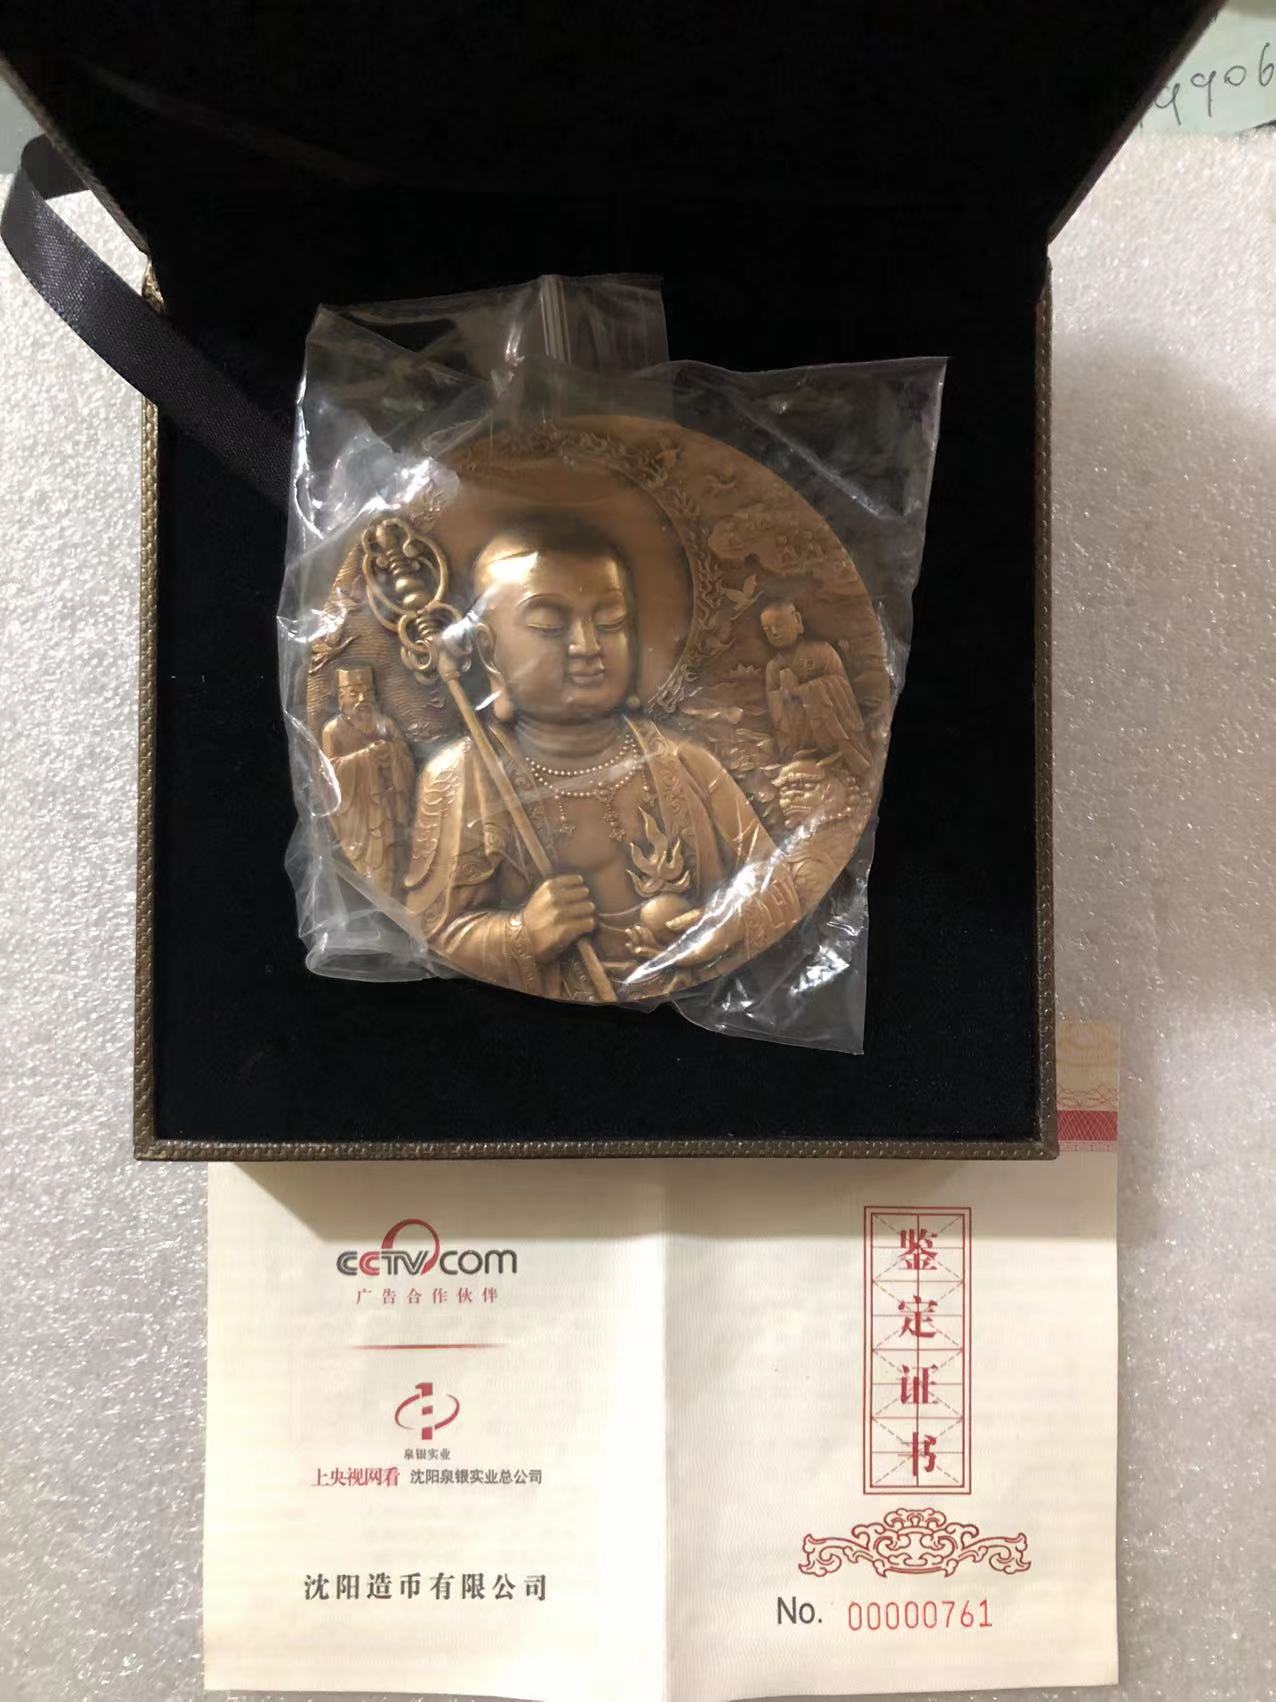 9906
CCTV.com
广告合作伙伴
泉银实业
上央视网看 沈阳泉银实业总公司
沈阳造币有限公司
鉴定证书
No. 00000761